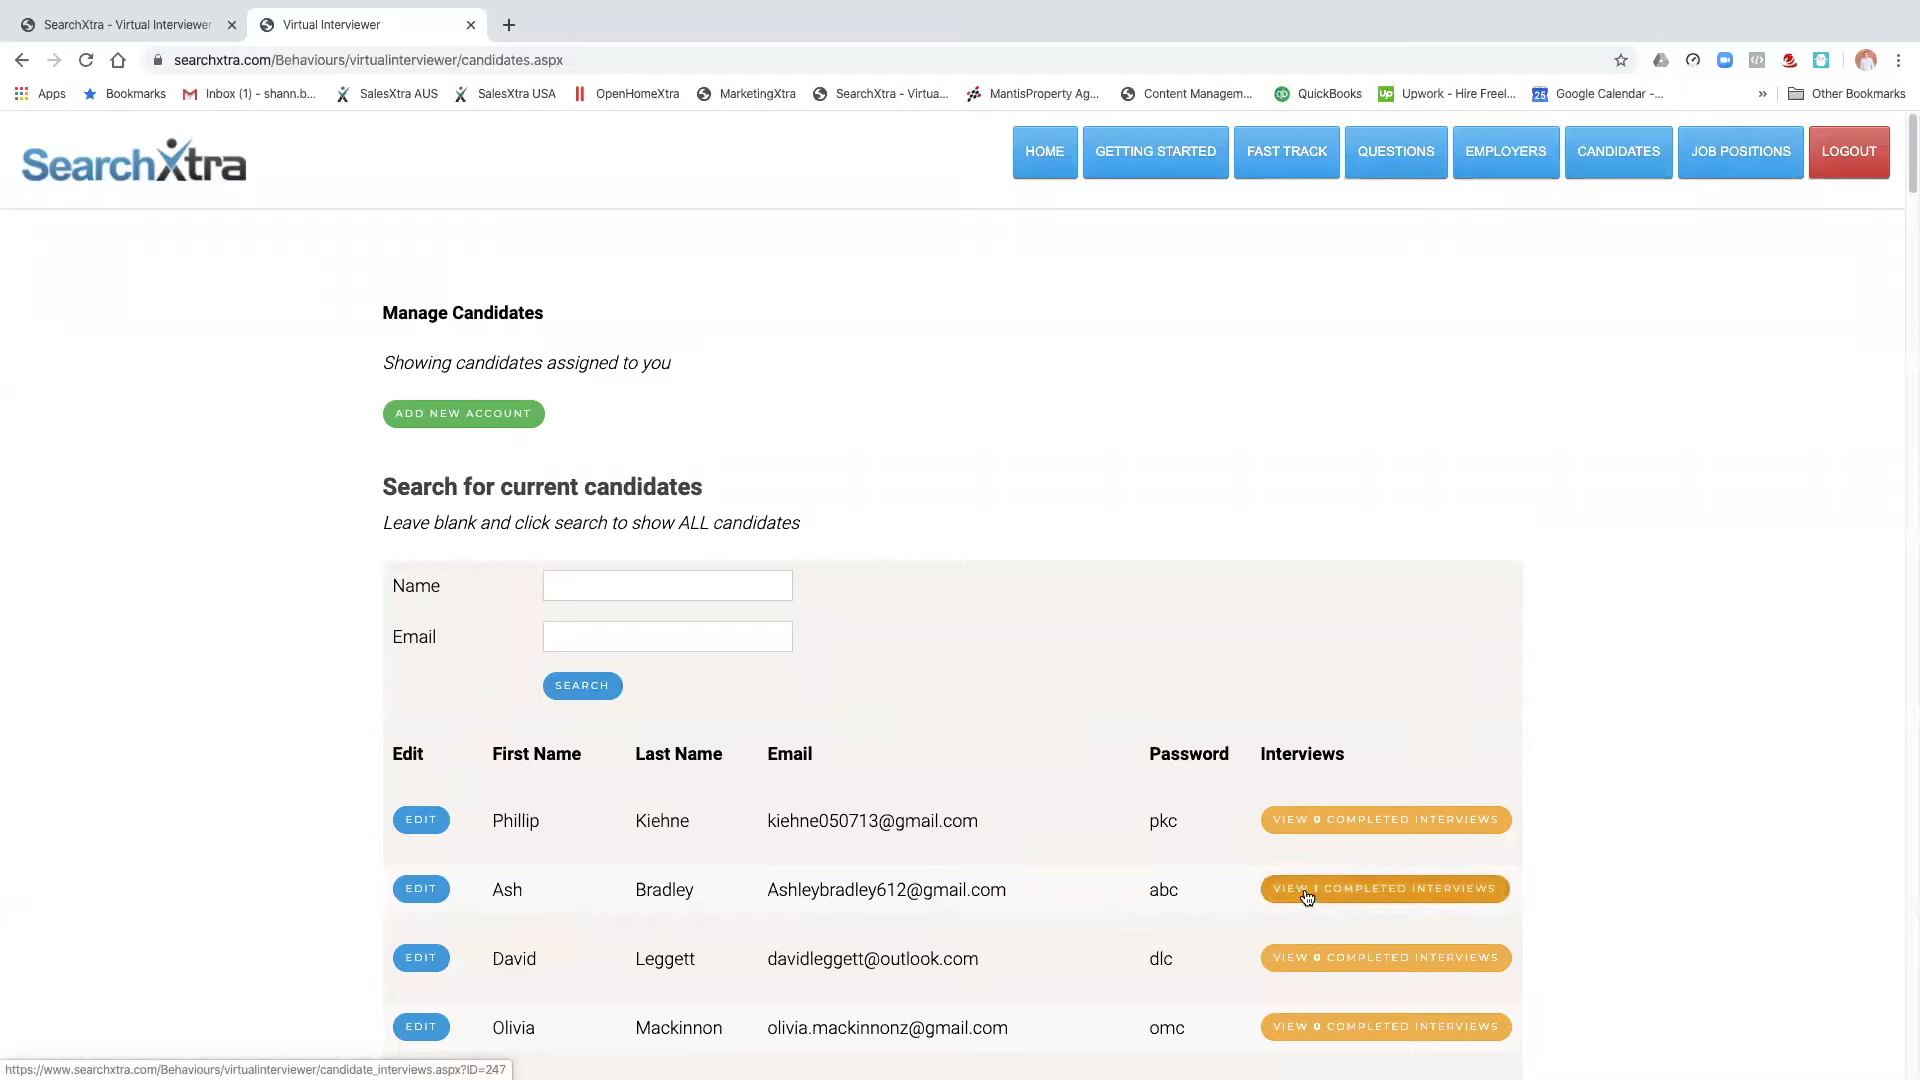 SearchXtra - Virtual Interviewer
Virtual Interviewer
searchxtra.com/Behaviours/virtualinterviewer/candidates.aspx
Apps
Bookmarks
Inbox (1) - shann.b...
SalesXtra AUS
SalesXtra USA
OpenHomeXtra
MarketingXtra
SearchXtra - Virtua...
MantisProperty Ag...
Content Managem...
QuickBooks
Upwork - Hire Freel...
Google Calendar -...
»
Other Bookmarks
SearchXtra
HOME
GETTING STARTED
FAST TRACK
QUESTIONS
EMPLOYERS
CANDIDATES
JOB POSITIONS
LOGOUT
Manage Candidates
Showing candidates assigned to you
ADD NEW ACCOUNT
Search for current candidates
Leave blank and click search to show ALL candidates
Name
Email
SEARCH
Edit First Name Last Name Email Password Interviews
EDIT Phillip Kiehne kiehne050713@gmail.com pkc VIEW 0 COMPLETED INTERVIEWS
EDIT Ash Bradley Ashleybradley612@gmail.com abc VIEW 1 COMPLETED INTERVIEWS
EDIT David Leggett davidleggett@outlook.com dlc VIEW 0 COMPLETED INTERVIEWS
EDIT Olivia Mackinnon olivia.mackinnonz@gmail.com omc VIEW 0 COMPLETED INTERVIEWS
https://www.searchxtra.com/Behaviours/virtualinterviewer/candidate_interviews.aspx?ID=247